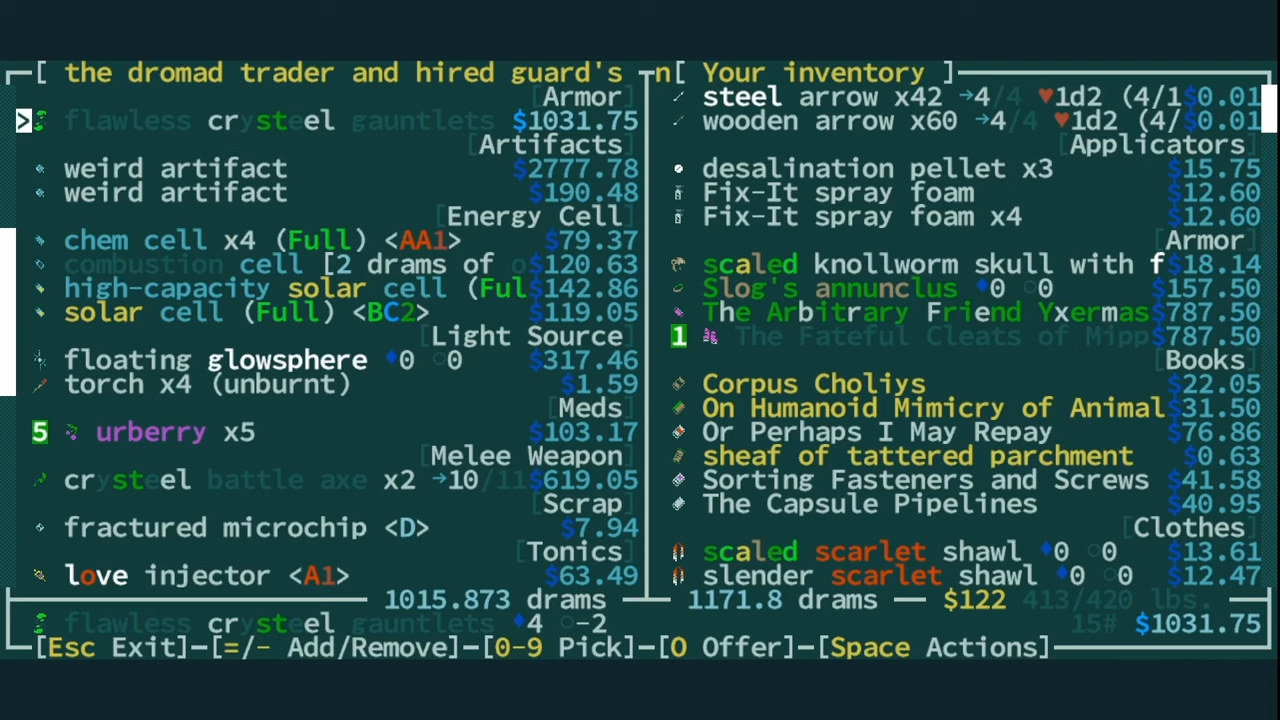 [ the dromad trader and hired guard's n[ Your inventory ]
[Armor]
> flawless crysteel gauntlets $1031.75
[Artifacts]
weird artifact $2777.78
weird artifact $190.48
[Energy Cell]
chem cell x4 (Full) <AA1> $79.37
combustion cell [2 drams of o $120.63
high-capacity solar cell (Ful $142.86
solar cell (Full) <BC2> $119.05
[Light Source]
floating glowsphere ♦0 ○0 $317.46
torch x4 (unburnt) $1.59
[Meds]
5 urberry x5 $103.17
[Melee Weapon]
crysteel battle axe x2 →10/11 $619.05
[Scrap]
fractured microchip <D> $7.94
[Tonics]
love injector <A1> $63.49
1015.873 drams
steel arrow x42 →4/4 ♥1d2 (4/1 $0.01
wooden arrow x60 →4/4 ♥1d2 (4/ $0.01
[Applicators]
desalination pellet x3 $15.75
Fix-It spray foam $12.60
Fix-It spray foam x4 $12.60
[Armor]
scaled knollworm skull with f $18.14
Slog's annunclus ♦0 ○0 $157.50
The Arbitrary Friend Yxermas $787.50
1 The Fateful Cleats of Mipp $787.50
[Books]
Corpus Choliys $22.05
On Humanoid Mimicry of Animal $31.50
Or Perhaps I May Repay $76.86
sheaf of tattered parchment $0.63
Sorting Fasteners and Screws $41.58
The Capsule Pipelines $40.95
[Clothes]
scaled scarlet shawl ♦0 ○0 $13.61
slender scarlet shawl ♦0 ○0 $12.47
1171.8 drams — $122 413/420 lbs.
flawless crysteel gauntlets ♦4 ○-2 15# $1031.75
[Esc Exit]—[=/- Add/Remove]—[0-9 Pick]—[O Offer]—[Space Actions]